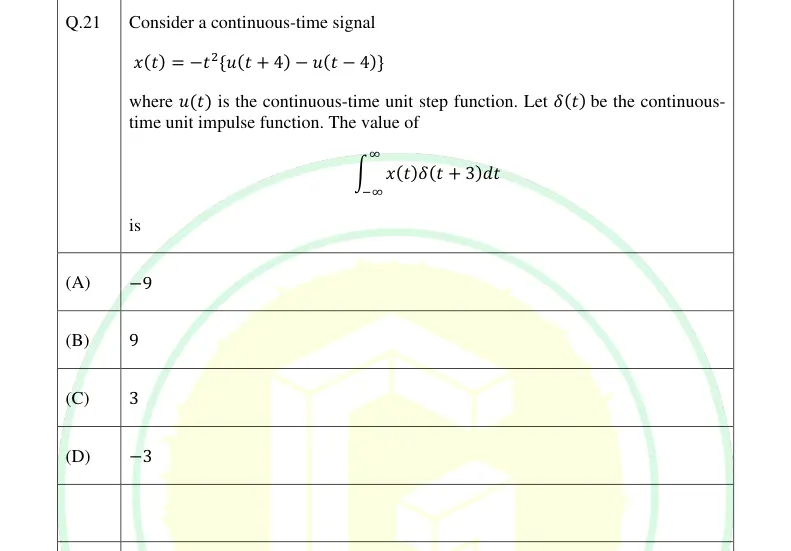 Q.21 Consider a continuous-time signal
x(t) = −t²{u(t + 4) − u(t − 4)}
where u(t) is the continuous-time unit step function. Let δ(t) be the continuous-
time unit impulse function. The value of
∫_{−∞}^{∞} x(t)δ(t + 3)dt
is
(A) −9
(B) 9
(C) 3
(D) −3